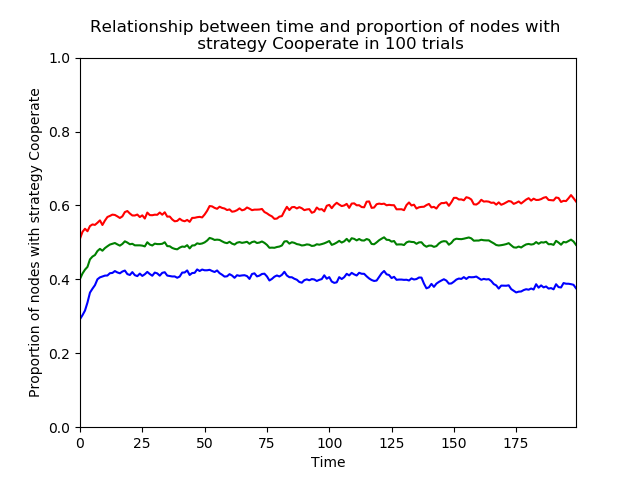 Relationship between time and proportion of nodes with
strategy Cooperate in 100 trials
Proportion of nodes with strategy Cooperate
1.0
0.8
0.6
0.4
0.2
0.0
0 25 50 75 100 125 150 175
Time